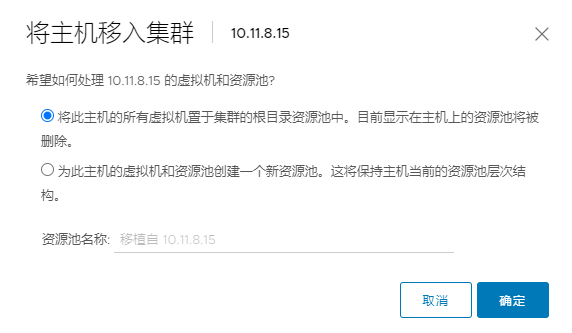 将主机移入集群 10.11.8.15
希望如何处理 10.11.8.15 的虚拟机和资源池?
将此主机的所有虚拟机置于集群的根目录资源池中。目前显示在主机上的资源池将被
删除。
为此主机的虚拟机和资源池创建一个新资源池。这将保持主机当前的资源池层次结
构。
资源池名称: 移植自 10.11.8.15
取消 确定